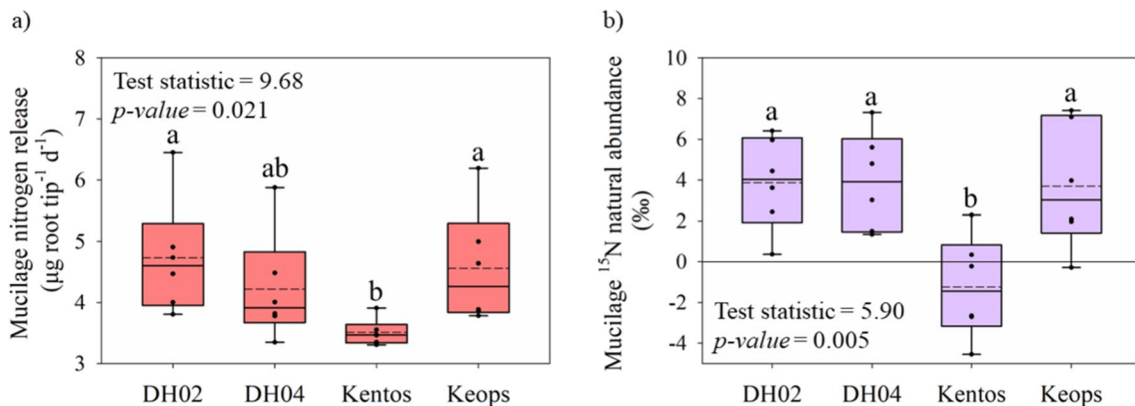 a)
Mucilage nitrogen release
(µg root tip⁻¹ d⁻¹)
8
7
6
5
4
3
Test statistic = 9.68
p-value = 0.021
a
ab
b
a
DH02 DH04 Kentos Keops
b)
Mucilage ¹⁵N natural abundance
(‰)
10
8
6
4
2
0
-2
-4
a
a
b
a
Test statistic = 5.90
p-value = 0.005
DH02 DH04 Kentos Keops